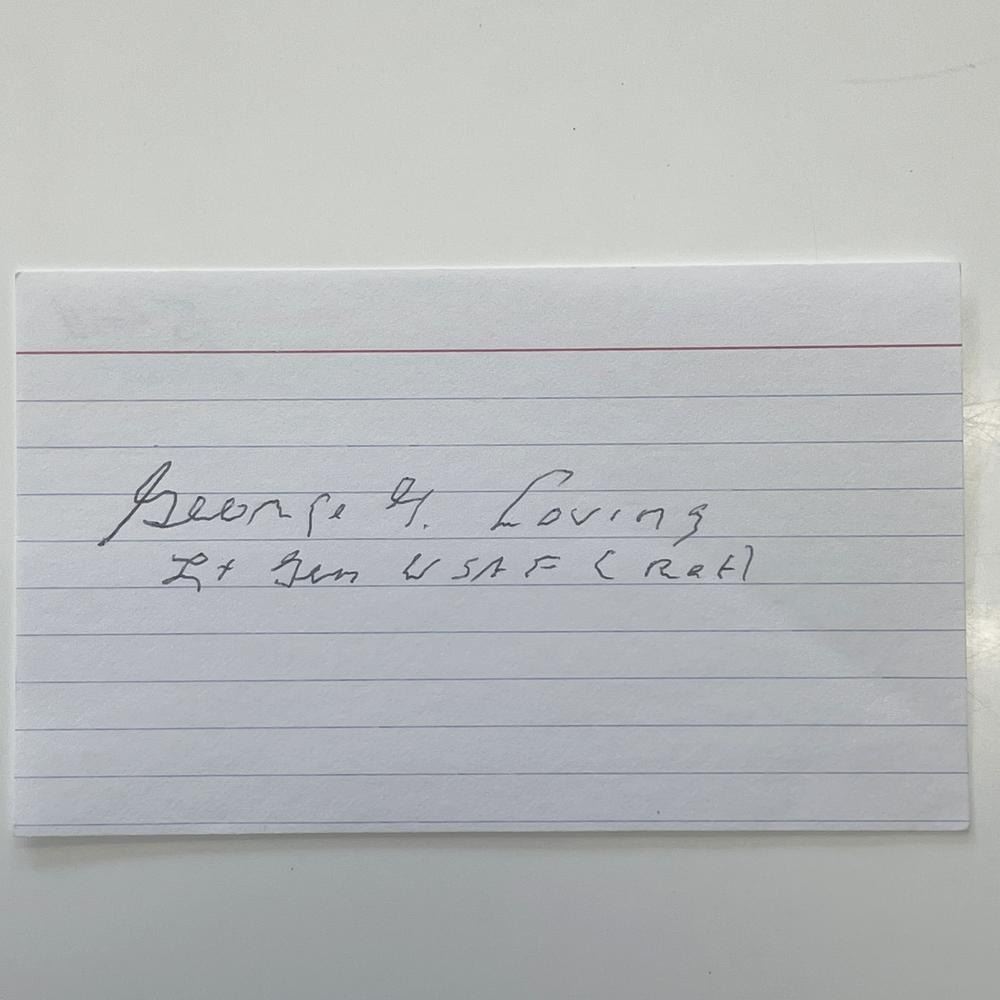 George G. Loving
Lt Gen USAF (Ret)